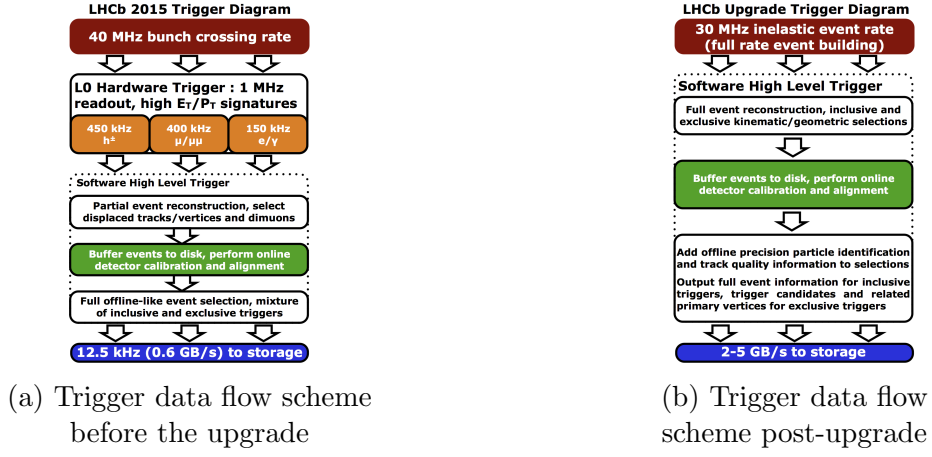 LHCb 2015 Trigger Diagram
40 MHz bunch crossing rate
L0 Hardware Trigger : 1 MHz
readout, high ET/PT signatures
450 kHz
h±
400 kHz
μ/μμ
150 kHz
e/γ
Software High Level Trigger
Partial event reconstruction, select
displaced tracks/vertices and dimuons
Buffer events to disk, perform online
detector calibration and alignment
Full offline-like event selection, mixture
of inclusive and exclusive triggers
12.5 kHz (0.6 GB/s) to storage
(a) Trigger data flow scheme
before the upgrade
LHCb Upgrade Trigger Diagram
30 MHz inelastic event rate
(full rate event building)
Software High Level Trigger
Full event reconstruction, inclusive and
exclusive kinematic/geometric selections
Buffer events to disk, perform online
detector calibration and alignment
Add offline precision particle identification
and track quality information to selections
Output full event information for inclusive
triggers, trigger candidates and related
primary vertices for exclusive triggers
2-5 GB/s to storage
(b) Trigger data flow
scheme post-upgrade